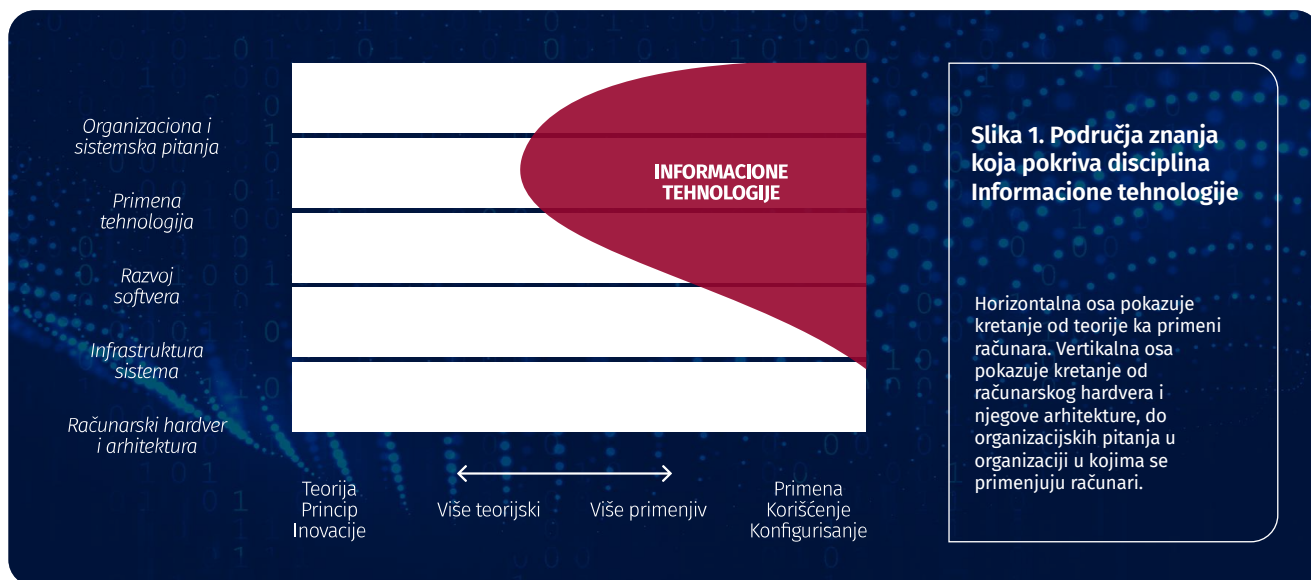 Organizaciona i
sistemska pitanja
Primena
tehnologija
Razvoj
softvera
Infrastruktura
sistema
Računarski hardver
i arhitektura
INFORMACIONE
TEHNOLOGIJE
Teorija
Princip
Inovacije
Više teorijski
Više primenjiv
Primena
Korišćenje
Konfigurisanje
Slika 1. Područja znanja
koja pokriva disciplina
Informacione tehnologije
Horizontalna osa pokazuje
kretanje od teorije ka primeni
računara. Vertikalna osa
pokazuje kretanje od
računarskog hardvera i
njegove arhitekture, do
organizacijskih pitanja u
organizaciji u kojima se
primenjuju računari.